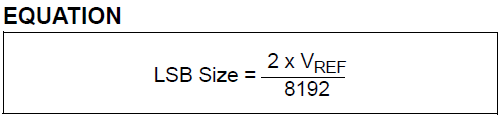 EQUATION
LSB Size = 2 x VREF
8192